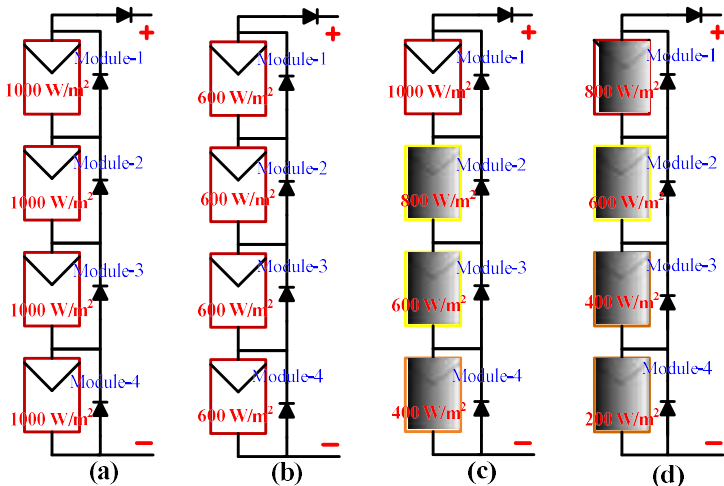 Module-1
+
1000 W/m²
Module-2
1000 W/m²
Module-3
1000 W/m²
Module-4
1000 W/m²
−
(a)
Module-1
+
600 W/m²
Module-2
600 W/m²
Module-3
600 W/m²
Module-4
600 W/m²
−
(b)
Module-1
+
1000 W/m²
Module-2
800 W/m²
Module-3
600 W/m²
Module-4
400 W/m²
−
(c)
Module-1
+
800 W/m²
Module-2
600 W/m²
Module-3
400 W/m²
Module-4
200 W/m²
−
(d)